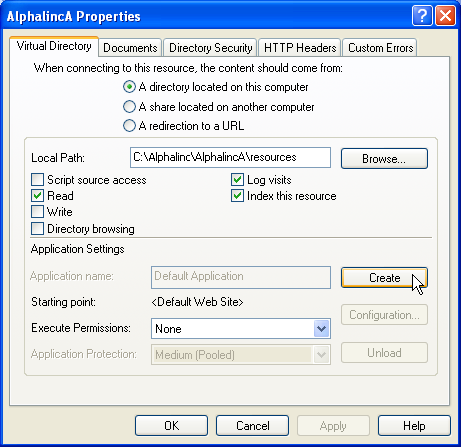 AlphalincA Properties
Virtual Directory Documents Directory Security HTTP Headers Custom Errors
When connecting to this resource, the content should come from:
A directory located on this computer
A share located on another computer
A redirection to a URL
Local Path: C:\Alphalinc\AlphalincA\resources Browse...
Script source access Log visits
Read Index this resource
Write
Directory browsing
Application Settings
Application name: Default Application Create
Starting point: <Default Web Site>
Configuration...
Execute Permissions: None
Application Protection: Medium (Pooled) Unload
OK Cancel Apply Help